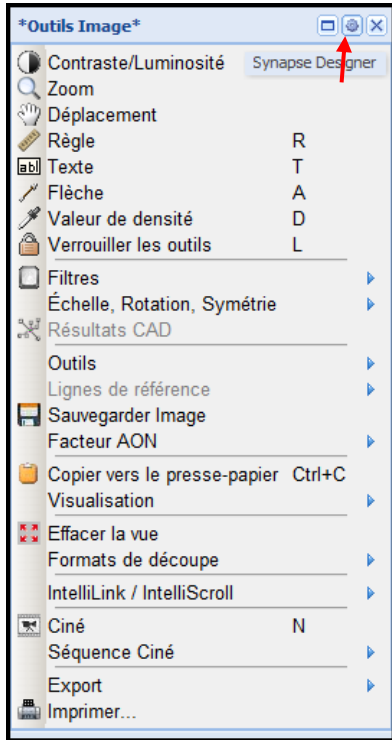 *Outils Image*
Contraste/Luminosité
Synapse Designer
Zoom
Déplacement
Règle R
abl Texte T
Flèche A
Valeur de densité D
Verrouiller les outils L
Filtres
Échelle, Rotation, Symétrie
Résultats CAD
Outils
Lignes de référence
Sauvegarder Image
Facteur AON
Copier vers le presse-papier Ctrl+C
Visualisation
Effacer la vue
Formats de découpe
IntelliLink / IntelliScroll
Ciné N
Séquence Ciné
Export
Imprimer...